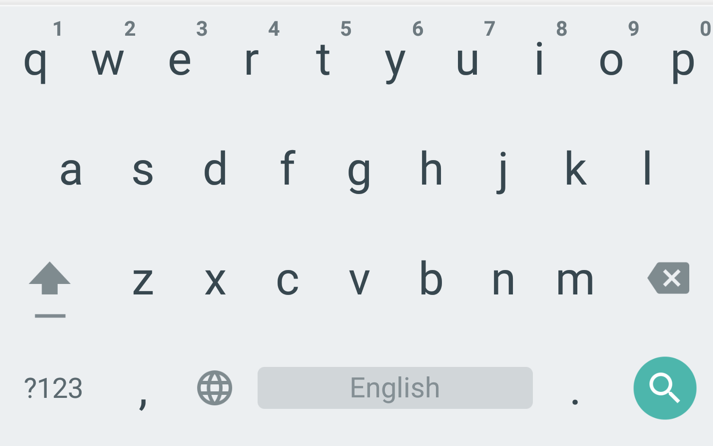 1 2 3 4 5 6 7 8 9 0
q w e r t y u i o p
a s d f g h j k l
z x c v b n m
?123 , English .